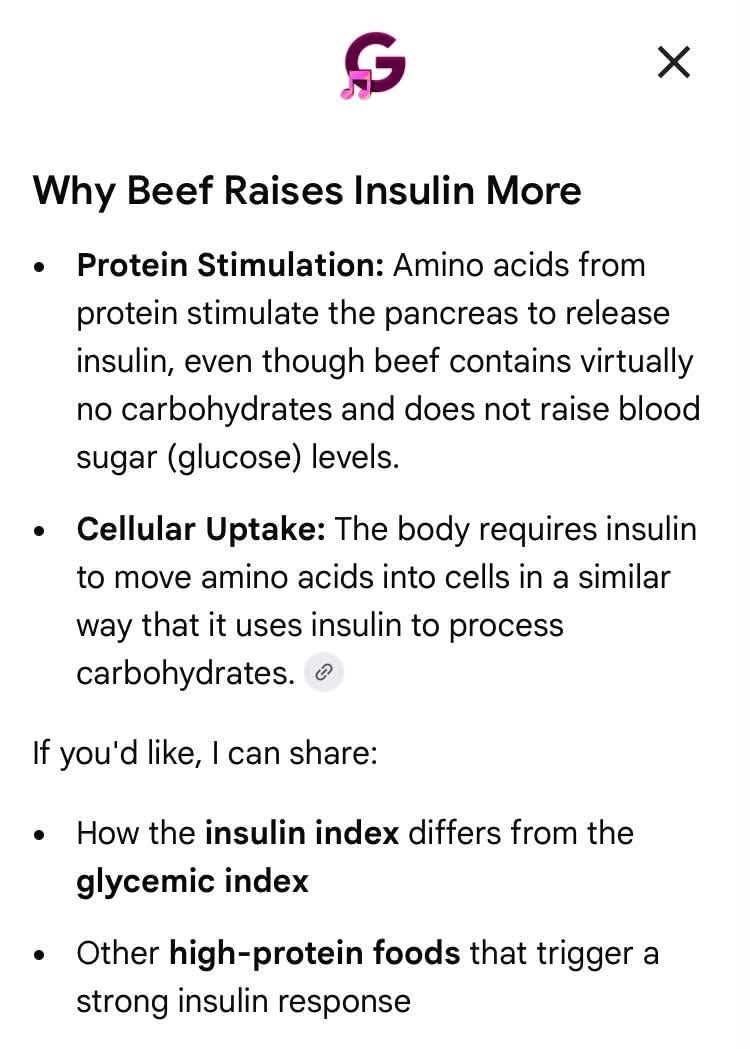 G
Why Beef Raises Insulin More
• Protein Stimulation: Amino acids from
protein stimulate the pancreas to release
insulin, even though beef contains virtually
no carbohydrates and does not raise blood
sugar (glucose) levels.
• Cellular Uptake: The body requires insulin
to move amino acids into cells in a similar
way that it uses insulin to process
carbohydrates.
If you'd like, I can share:
• How the insulin index differs from the
glycemic index
• Other high-protein foods that trigger a
strong insulin response